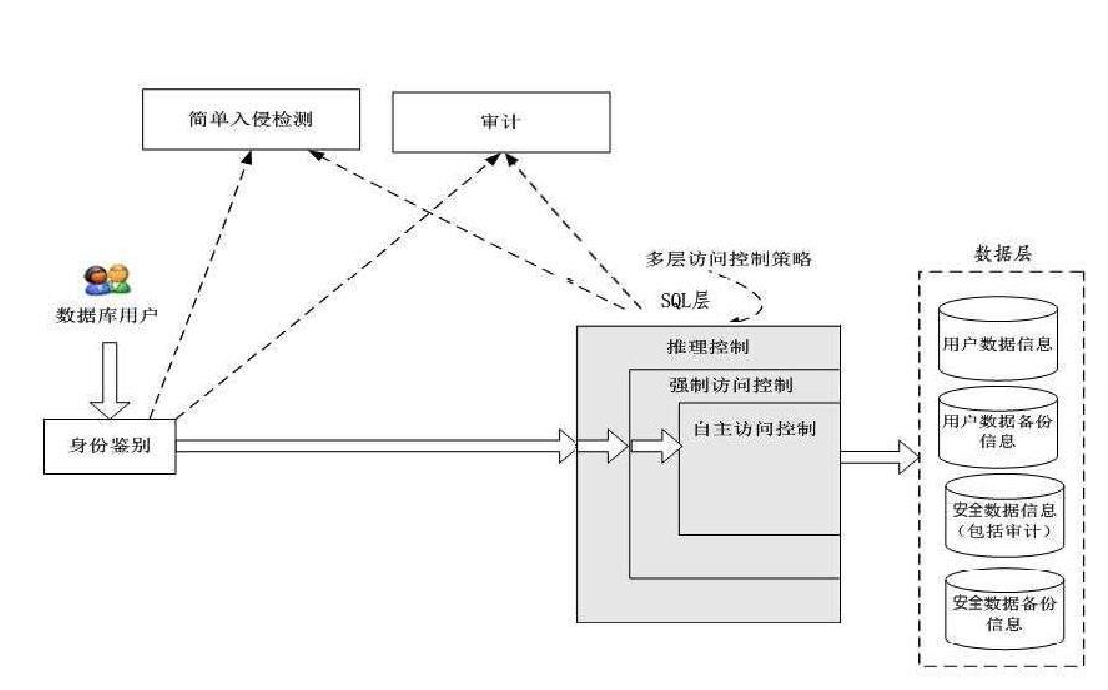 简单入侵检测
审计
多层访问控制策略
数据层
SQL层
数据库用户
推理控制
用户数据信息
强制访问控制
自主访问控制
用户数据备份
信息
身份鉴别
安全数据信息
(包括审计)
安全数据备份
信息